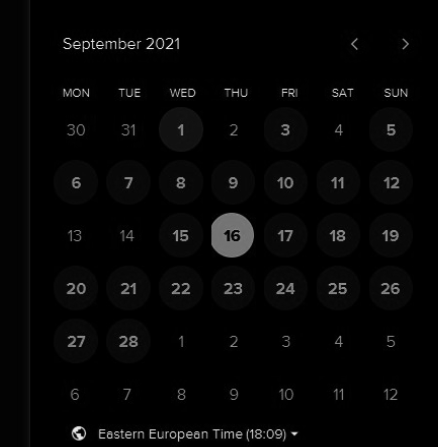 September 2021
MON TUE WED THU FRI SAT SUN
30 31 1 2 3 4 5
6 7 8 9 10 11 12
13 14 15 16 17 18 19
20 21 22 23 24 25 26
27 28 1 2 3 4 5
6 7 8 9 10 11 12
Eastern European Time (18:09)